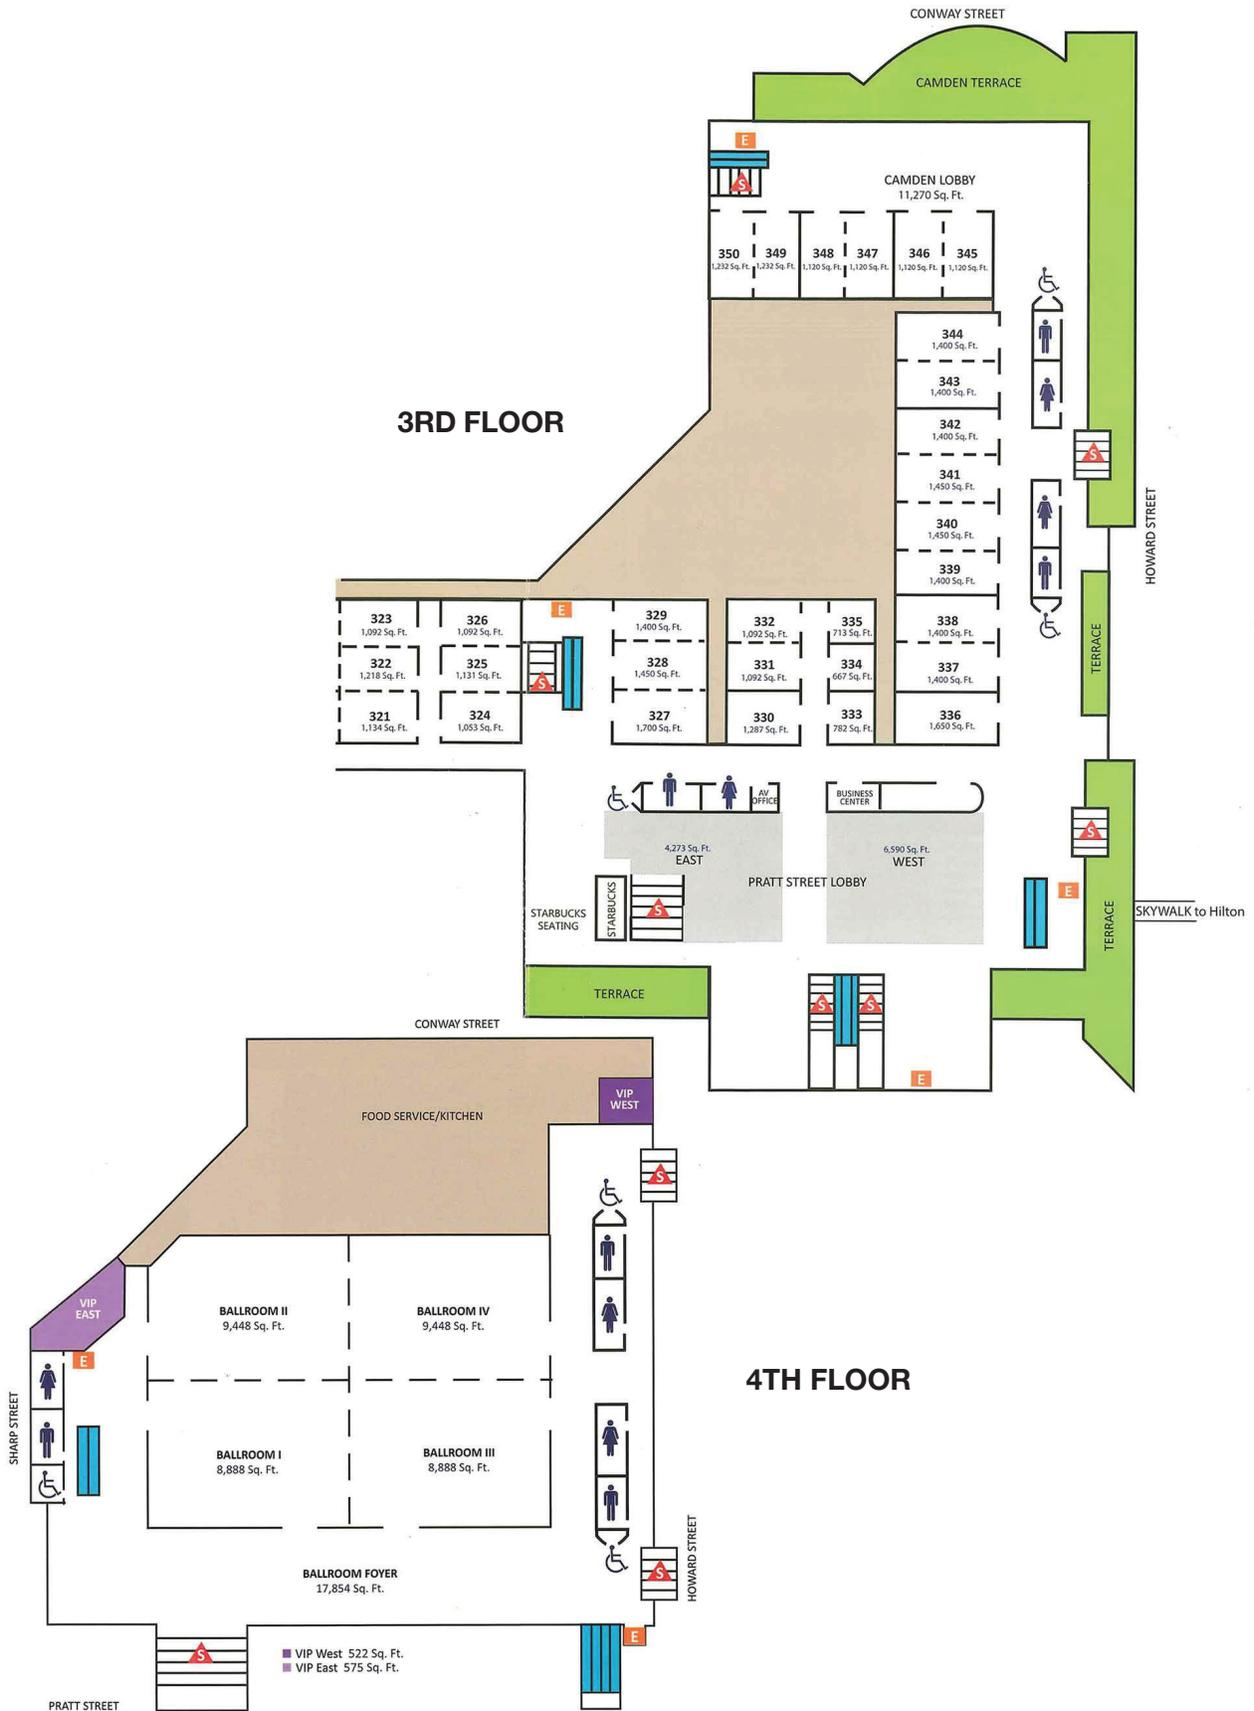 CONWAY STREET
CAMDEN TERRACE
E
S
CAMDEN LOBBY
11,270 Sq. Ft.
350
1,232 Sq. Ft.
349
1,232 Sq. Ft.
348
1,120 Sq. Ft.
347
1,120 Sq. Ft.
346
1,120 Sq. Ft.
345
1,120 Sq. Ft.
344
1,400 Sq. Ft.
343
1,400 Sq. Ft.
342
1,400 Sq. Ft.
341
1,450 Sq. Ft.
340
1,450 Sq. Ft.
339
1,400 Sq. Ft.
338
1,400 Sq. Ft.
337
1,400 Sq. Ft.
336
1,650 Sq. Ft.
3RD FLOOR
S
HOWARD STREET
TERRACE
323
1,092 Sq. Ft.
322
1,218 Sq. Ft.
321
1,134 Sq. Ft.
326
1,092 Sq. Ft.
325
1,131 Sq. Ft.
324
1,053 Sq. Ft.
E
S
329
1,400 Sq. Ft.
328
1,450 Sq. Ft.
327
1,700 Sq. Ft.
332
1,092 Sq. Ft.
331
1,092 Sq. Ft.
330
1,287 Sq. Ft.
335
713 Sq. Ft.
334
667 Sq. Ft.
333
782 Sq. Ft.
AV
OFFICE
BUSINESS
CENTER
4,273 Sq. Ft.
EAST
6,590 Sq. Ft.
WEST
PRATT STREET LOBBY
STARBUCKS
SEATING
STARBUCKS
S
S
E
TERRACE
SKYWALK to Hilton
TERRACE
S
S
E
CONWAY STREET
FOOD SERVICE/KITCHEN
VIP
WEST
S
VIP
EAST
E
BALLROOM II
9,448 Sq. Ft.
BALLROOM IV
9,448 Sq. Ft.
4TH FLOOR
SHARP STREET
BALLROOM I
8,888 Sq. Ft.
BALLROOM III
8,888 Sq. Ft.
HOWARD STREET
S
BALLROOM FOYER
17,854 Sq. Ft.
S
E
VIP West 522 Sq. Ft.
VIP East 575 Sq. Ft.
PRATT STREET